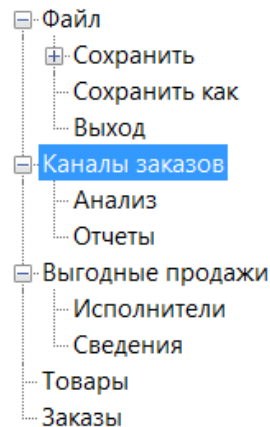 Файл
Сохранить
Сохранить как
Выход
Каналы заказов
Анализ
Отчеты
Выгодные продажи
Исполнители
Сведения
Товары
Заказы